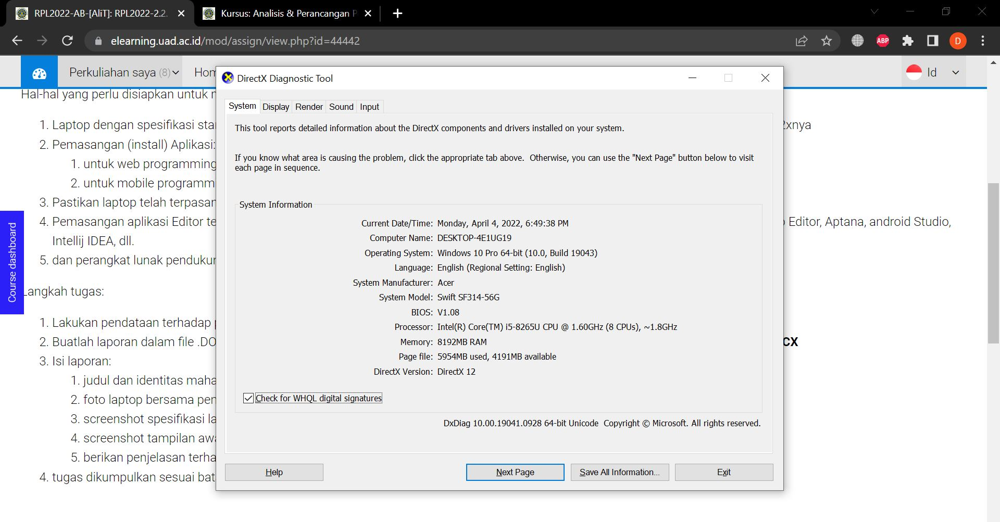 RPL2022-AB-[AliT]: RPL2022-2.2.
Kursus: Analisis & Perancangan P
elearning.uad.ac.id/mod/assign/view.php?id=44442
ABP
D
Perkuliahan saya (8)
Hom
Id
Hal-hal yang perlu disiapkan untuk
1. Laptop dengan spesifikasi
2xnya
2. Pemasangan (install) Aplikasi:
1. untuk web programming
2. untuk mobile programmi
3. Pastikan laptop telah terpasan
4. Pemasangan aplikasi Editor te
Editor, Aptana, android Studio,
Intellij IDEA, dll.
5. dan perangkat lunak pendukun
Course dashboard
Langkah tugas:
1. Lakukan pendataan terhadap
2. Buatlah laporan dalam file .DO
CX
3. Isi laporan:
1. judul dan identitas maha
2. foto laptop bersama pen
3. screenshot spesifikasi la
4. screenshot tampilan awa
5. berikan penjelasan terha
4. tugas dikumpulkan sesuai bat
DirectX Diagnostic Tool
System Display Render Sound Input
This tool reports detailed information about the DirectX components and drivers installed on your system.
If you know what area is causing the problem, click the appropriate tab above. Otherwise, you can use the "Next Page" button below to visit
each page in sequence.
System Information
Current Date/Time: Monday, April 4, 2022, 6:49:38 PM
Computer Name: DESKTOP-4E1UG19
Operating System: Windows 10 Pro 64-bit (10.0, Build 19043)
Language: English (Regional Setting: English)
System Manufacturer: Acer
System Model: Swift SF314-56G
BIOS: V1.08
Processor: Intel(R) Core(TM) i5-8265U CPU @ 1.60GHz (8 CPUs), ~1.8GHz
Memory: 8192MB RAM
Page file: 5954MB used, 4191MB available
DirectX Version: DirectX 12
Check for WHQL digital signatures
DxDiag 10.00.19041.0928 64-bit Unicode Copyright © Microsoft. All rights reserved.
Help
Next Page
Save All Information...
Exit